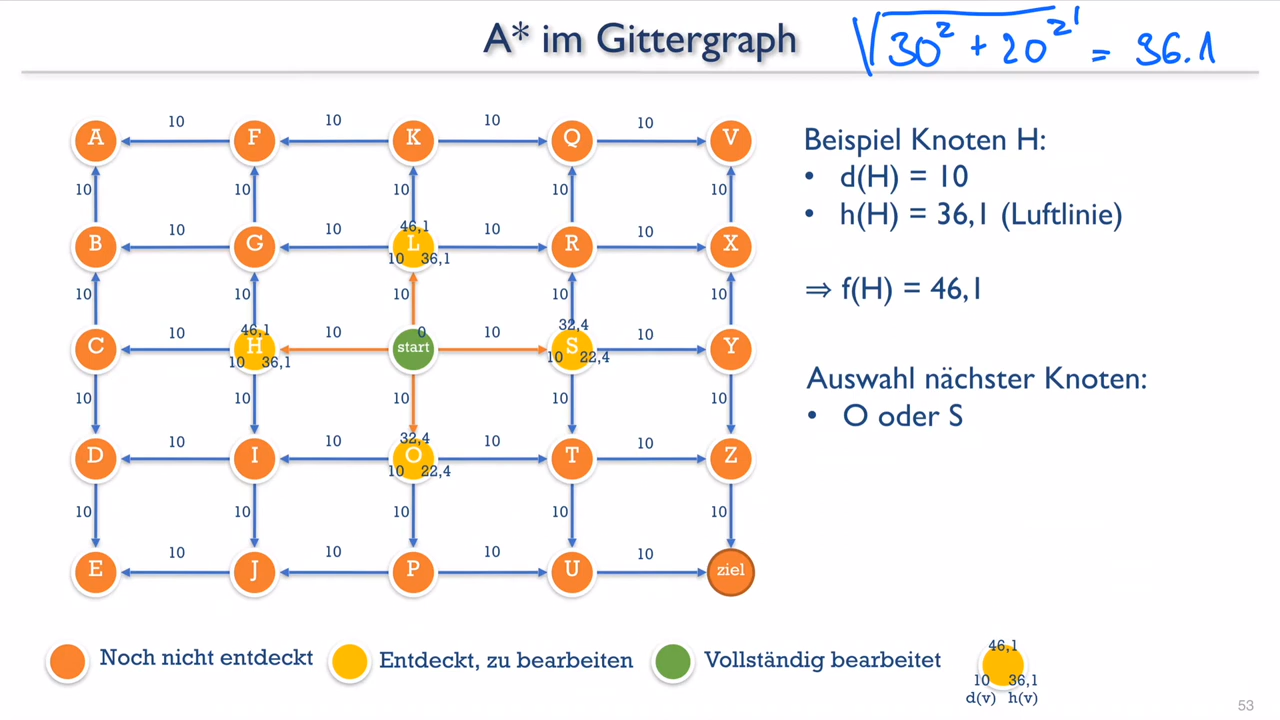 A* im Gittergraph
√30² + 20² = 36.1
A 10 F 10 K 10 Q 10 V
10 10 10 10 10
B 10 G 10 46,1 L 10 36,1 10 R 10 X
10 10 10 10 10
C 10 46,1 H 10 36,1 10 0 start 10 32,4 S 10 22,4 10 Y
10 10 10 10 10
D 10 I 10 32,4 O 10 22,4 10 T 10 Z
10 10 10 10 10
E 10 J 10 P 10 U 10 ziel
Beispiel Knoten H:
• d(H) = 10
• h(H) = 36,1 (Luftlinie)
⇒ f(H) = 46,1
Auswahl nächster Knoten:
• O oder S
Noch nicht entdeckt
Entdeckt, zu bearbeiten
Vollständig bearbeitet
46,1
10 36,1
d(v) h(v)
53